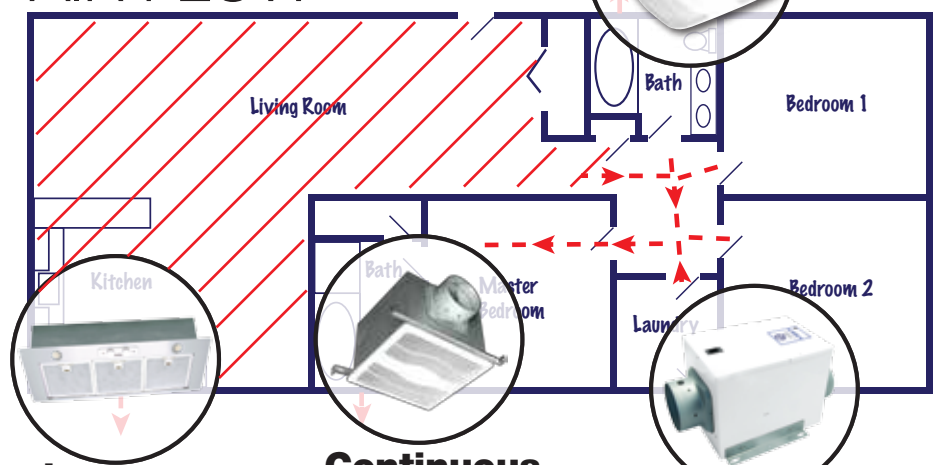 Living Room
Bath
Bedroom 1
Kitchen
Bath
Master
Bedroom
Bedroom 2
Laundry
Continuous